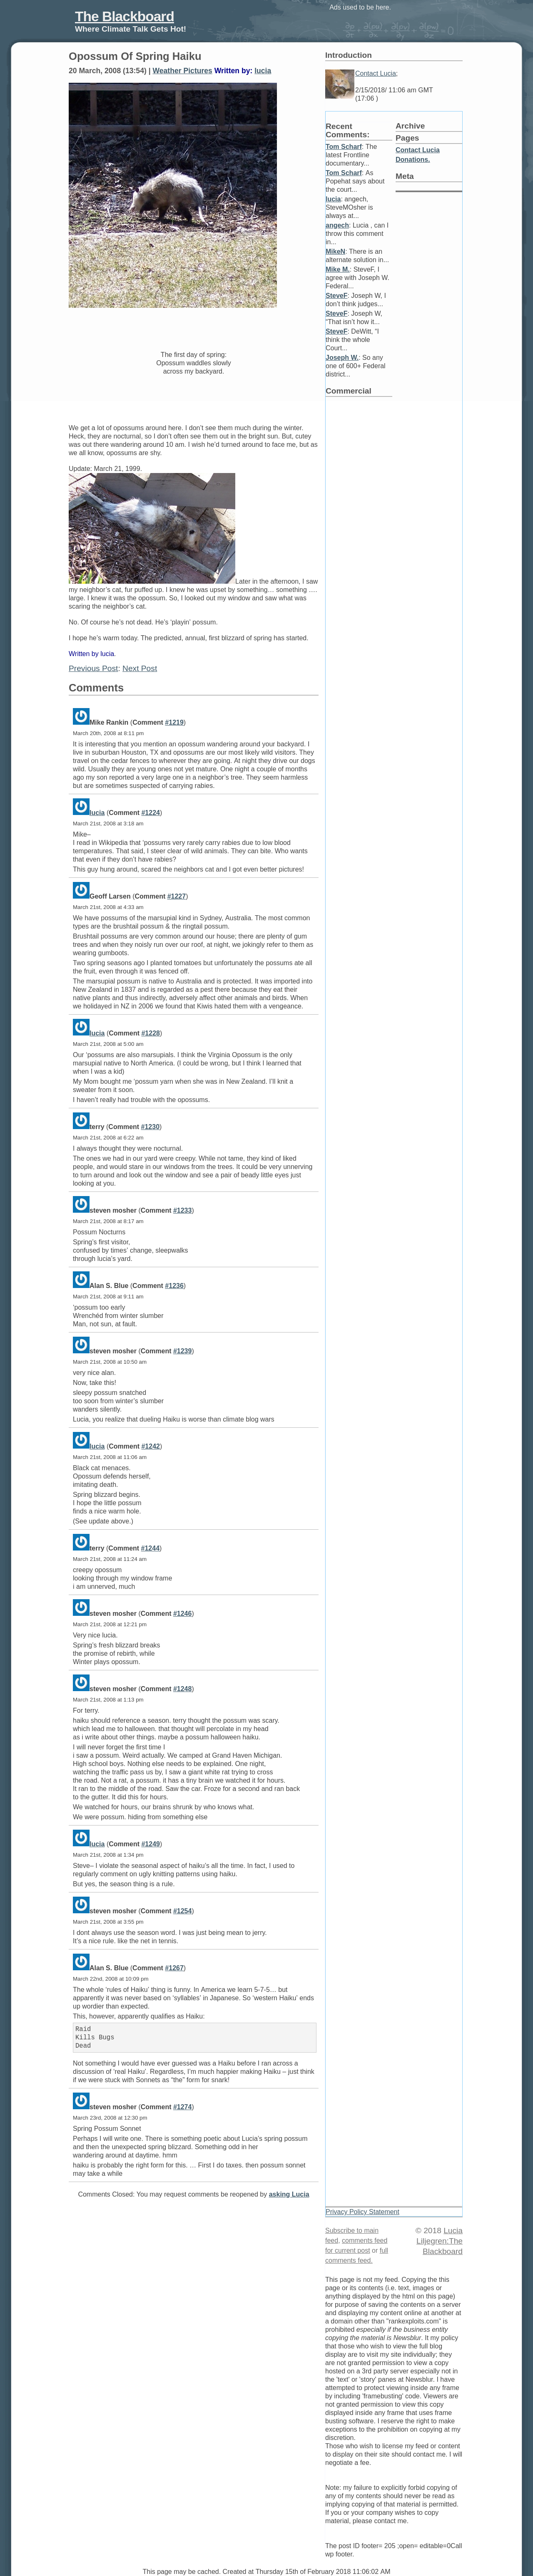 The Blackboard
Where Climate Talk Gets Hot!
Ads used to be here.
Opossum Of Spring Haiku
20 March, 2008 (13:54) | Weather Pictures Written by: lucia
The first day of spring:
Opossum waddles slowly
across my backyard.
We get a lot of opossums around here. I don't see them much during the winter.
Heck, they are nocturnal, so I don't often see them out in the bright sun. But, cutey
was out there wandering around 10 am. I wish he'd turned around to face me, but as
we all know, opossums are shy.
Update: March 21, 1999.
Later in the afternoon, I saw
my neighbor's cat, fur puffed up. I knew he was upset by something… something ….
large. I knew it was the opossum. So, I looked out my window and saw what was
scaring the neighbor's cat.
No. Of course he's not dead. He's 'playin' possum.
I hope he's warm today. The predicted, annual, first blizzard of spring has started.
Written by lucia.
Previous Post: Next Post
Comments
Mike Rankin (Comment #1219)
March 20th, 2008 at 8:11 pm
It is interesting that you mention an opossum wandering around your backyard. I
live in suburban Houston, TX and opossums are our most likely wild visitors. They
travel on the cedar fences to wherever they are going. At night they drive our dogs
wild. Usually they are young ones not yet mature. One night a couple of months
ago my son reported a very large one in a neighbor's tree. They seem harmless
but are sometimes suspected of carrying rabies.
lucia (Comment #1224)
March 21st, 2008 at 3:18 am
Mike–
I read in Wikipedia that 'possums very rarely carry rabies due to low blood
temperatures. That said, I steer clear of wild animals. They can bite. Who wants
that even if they don't have rabies?
This guy hung around, scared the neighbors cat and I got even better pictures!
Geoff Larsen (Comment #1227)
March 21st, 2008 at 4:33 am
We have possums of the marsupial kind in Sydney, Australia. The most common
types are the brushtail possum & the ringtail possum.
Brushtail possums are very common around our house; there are plenty of gum
trees and when they noisly run over our roof, at night, we jokingly refer to them as
wearing gumboots.
Two spring seasons ago I planted tomatoes but unfortunately the possums ate all
the fruit, even through it was fenced off.
The marsupial possum is native to Australia and is protected. It was imported into
New Zealand in 1837 and is regarded as a pest there because they eat their
native plants and thus indirectly, adversely affect other animals and birds. When
we holidayed in NZ in 2006 we found that Kiwis hated them with a vengeance.
lucia (Comment #1228)
March 21st, 2008 at 5:00 am
Our 'possums are also marsupials. I think the Virginia Opossum is the only
marsupial native to North America. (I could be wrong, but I think I learned that
when I was a kid)
My Mom bought me 'possum yarn when she was in New Zealand. I'll knit a
sweater from it soon.
I haven't really had trouble with the opossums.
terry (Comment #1230)
March 21st, 2008 at 6:22 am
I always thought they were nocturnal.
The ones we had in our yard were creepy. While not tame, they kind of liked
people, and would stare in our windows from the trees. It could be very unnerving
to turn around and look out the window and see a pair of beady little eyes just
looking at you.
steven mosher (Comment #1233)
March 21st, 2008 at 8:17 am
Possum Nocturns
Spring's first visitor,
confused by times' change, sleepwalks
through lucia's yard.
Alan S. Blue (Comment #1236)
March 21st, 2008 at 9:11 am
'possum too early
Wrenchéd from winter slumber
Man, not sun, at fault.
steven mosher (Comment #1239)
March 21st, 2008 at 10:50 am
very nice alan.
Now, take this!
sleepy possum snatched
too soon from winter's slumber
wanders silently.
Lucia, you realize that dueling Haiku is worse than climate blog wars
lucia (Comment #1242)
March 21st, 2008 at 11:06 am
Black cat menaces.
Opossum defends herself,
imitating death.
Spring blizzard begins.
I hope the little possum
finds a nice warm hole.
(See update above.)
terry (Comment #1244)
March 21st, 2008 at 11:24 am
creepy opossum
looking through my window frame
i am unnerved, much
steven mosher (Comment #1246)
March 21st, 2008 at 12:21 pm
Very nice lucia.
Spring's fresh blizzard breaks
the promise of rebirth, while
Winter plays opossum.
steven mosher (Comment #1248)
March 21st, 2008 at 1:13 pm
For terry.
haiku should reference a season. terry thought the possum was scary.
which lead me to halloween. that thought will percolate in my head
as i write about other things. maybe a possum halloween haiku.
I will never forget the first time I
i saw a possum. Weird actually. We camped at Grand Haven Michigan.
High school boys. Nothing else needs to be explained. One night,
watching the traffic pass us by, I saw a giant white rat trying to cross
the road. Not a rat, a possum. it has a tiny brain we watched it for hours.
It ran to the middle of the road. Saw the car. Froze for a second and ran back
to the gutter. It did this for hours.
We watched for hours, our brains shrunk by who knows what.
We were possum. hiding from something else
lucia (Comment #1249)
March 21st, 2008 at 1:34 pm
Steve– I violate the seasonal aspect of haiku's all the time. In fact, I used to
regularly comment on ugly knitting patterns using haiku.
But yes, the season thing is a rule.
steven mosher (Comment #1254)
March 21st, 2008 at 3:55 pm
I dont always use the season word. I was just being mean to jerry.
It's a nice rule. like the net in tennis.
Alan S. Blue (Comment #1267)
March 22nd, 2008 at 10:09 pm
The whole 'rules of Haiku' thing is funny. In America we learn 5-7-5… but
apparently it was never based on 'syllables' in Japanese. So 'western Haiku' ends
up wordier than expected.
This, however, apparently qualifies as Haiku:
Raid
Kills Bugs
Dead
Not something I would have ever guessed was a Haiku before I ran across a
discussion of 'real Haiku'. Regardless, I'm much happier making Haiku – just think
if we were stuck with Sonnets as "the" form for snark!
steven mosher (Comment #1274)
March 23rd, 2008 at 12:30 pm
Spring Possum Sonnet
Perhaps I will write one. There is something poetic about Lucia's spring possum
and then the unexpected spring blizzard. Something odd in her
wandering around at daytime. hmm
haiku is probably the right form for this. … First I do taxes. then possum sonnet
may take a while
Comments Closed: You may request comments be reopened by asking Lucia
Introduction
Contact Lucia;
2/15/2018/ 11:06 am GMT
(17:06 )
Recent
Comments:
Tom Scharf: The
latest Frontline
documentary...
Tom Scharf: As
Popehat says about
the court...
lucia: angech,
SteveMOsher is
always at...
angech: Lucia , can I
throw this comment
in...
MikeN: There is an
alternate solution in...
Mike M.: SteveF, I
agree with Joseph W.
Federal...
SteveF: Joseph W, I
don't think judges...
SteveF: Joseph W,
"That isn't how it...
SteveF: DeWitt, "I
think the whole
Court...
Joseph W.: So any
one of 600+ Federal
district...
Commercial
Archive
Pages
Contact Lucia
Donations.
Meta
Privacy Policy Statement
Subscribe to main
feed, comments feed
for current post or full
comments feed.
© 2018 Lucia
Liljegren:The
Blackboard
This page is not my feed. Copying the this
page or its contents (i.e. text, images or
anything displayed by the html on this page)
for purpose of saving the contents on a server
and displaying my content online at another at
a domain other than "rankexploits.com" is
prohibited especially if the business entity
copying the material is Newsblur. It my policy
that those who wish to view the full blog
display are to visit my site individually; they
are not granted permission to view a copy
hosted on a 3rd party server especially not in
the 'text' or 'story' panes at Newsblur. I have
attempted to protect viewing inside any frame
by including 'framebusting' code. Viewers are
not granted permission to view this copy
displayed inside any frame that uses frame
busting software. I reserve the right to make
exceptions to the prohibition on copying at my
discretion.
Those who wish to license my feed or content
to display on their site should contact me. I will
negotiate a fee.
Note: my failure to explicitly forbid copying of
any of my contents should never be read as
implying copying of that material is permitted.
If you or your company wishes to copy
material, please contact me.
The post ID footer= 205 ;open= editable=0Call
wp footer.
This page may be cached. Created at Thursday 15th of February 2018 11:06:02 AM